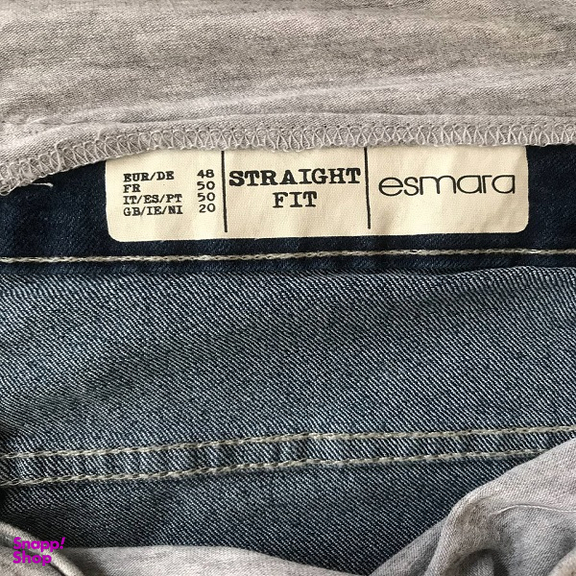 EUR/DE 48
FR 50
IT/ES/PT 50
GB/IE/NI 20
STRAIGHT
FIT
esmara
Snapp!
Shop